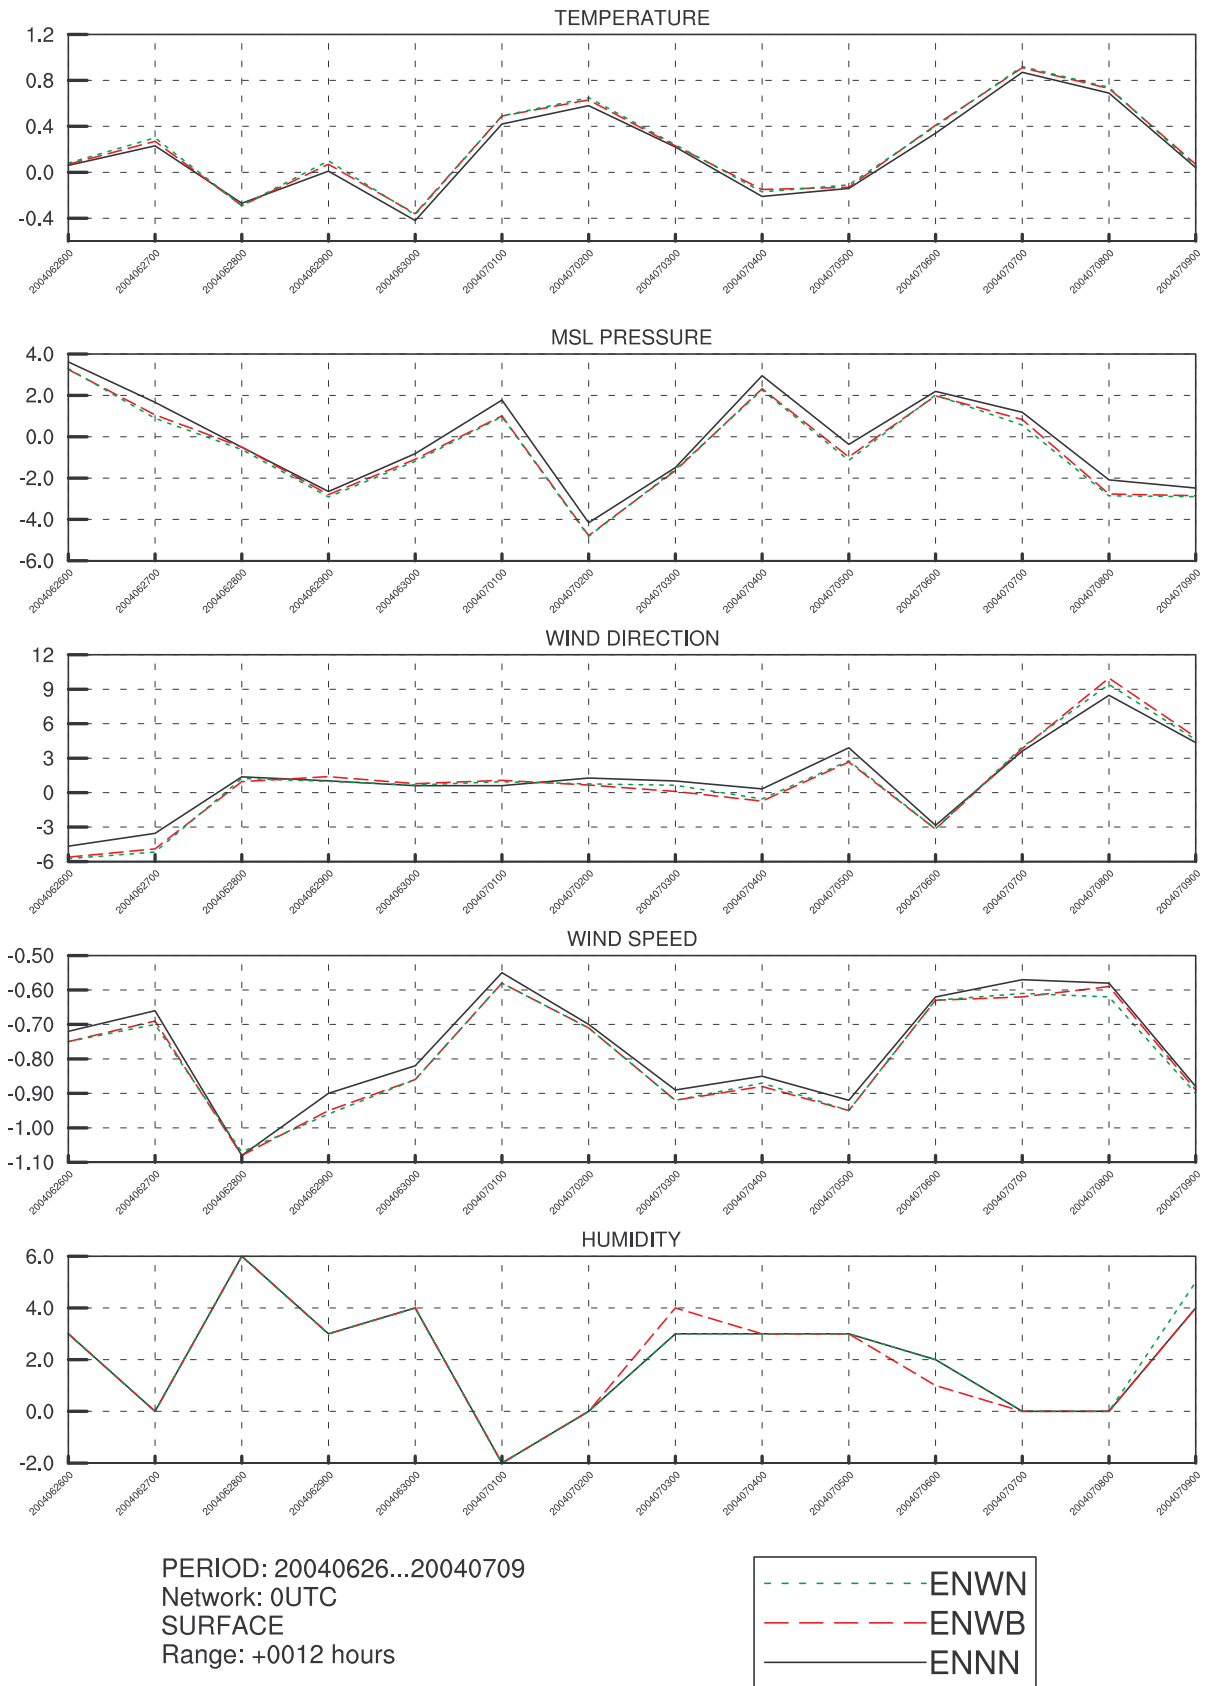 TEMPERATURE
1.2
0.8
0.4
0.0
-0.4
2004062600 2004062700 2004062800 2004062900 2004063000 2004070100 2004070200 2004070300 2004070400 2004070500 2004070600 2004070700 2004070800 2004070900
MSL PRESSURE
4.0
2.0
0.0
-2.0
-4.0
-6.0
2004062600 2004062700 2004062800 2004062900 2004063000 2004070100 2004070200 2004070300 2004070400 2004070500 2004070600 2004070700 2004070800 2004070900
WIND DIRECTION
12
9
6
3
0
-3
-6
2004062600 2004062700 2004062800 2004062900 2004063000 2004070100 2004070200 2004070300 2004070400 2004070500 2004070600 2004070700 2004070800 2004070900
WIND SPEED
-0.50
-0.60
-0.70
-0.80
-0.90
-1.00
-1.10
2004062600 2004062700 2004062800 2004062900 2004063000 2004070100 2004070200 2004070300 2004070400 2004070500 2004070600 2004070700 2004070800 2004070900
HUMIDITY
6.0
4.0
2.0
0.0
-2.0
2004062600 2004062700 2004062800 2004062900 2004063000 2004070100 2004070200 2004070300 2004070400 2004070500 2004070600 2004070700 2004070800 2004070900
PERIOD: 20040626...20040709
Network: 0UTC
SURFACE
Range: +0012 hours
ENWN
ENWB
ENNN